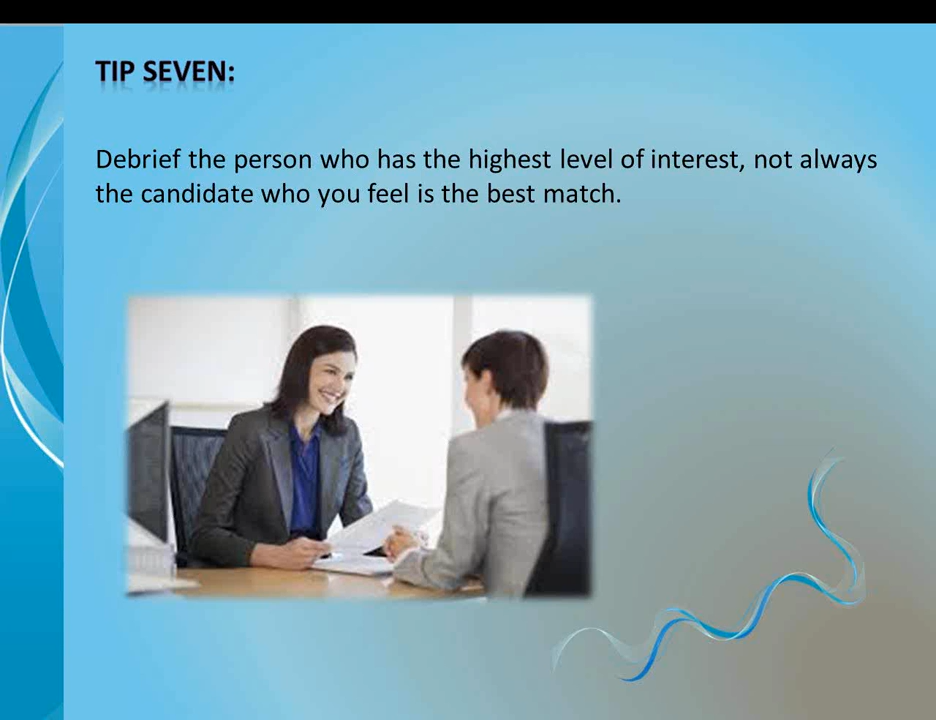 TIP SEVEN:
Debrief the person who has the highest level of interest, not always
the candidate who you feel is the best match.